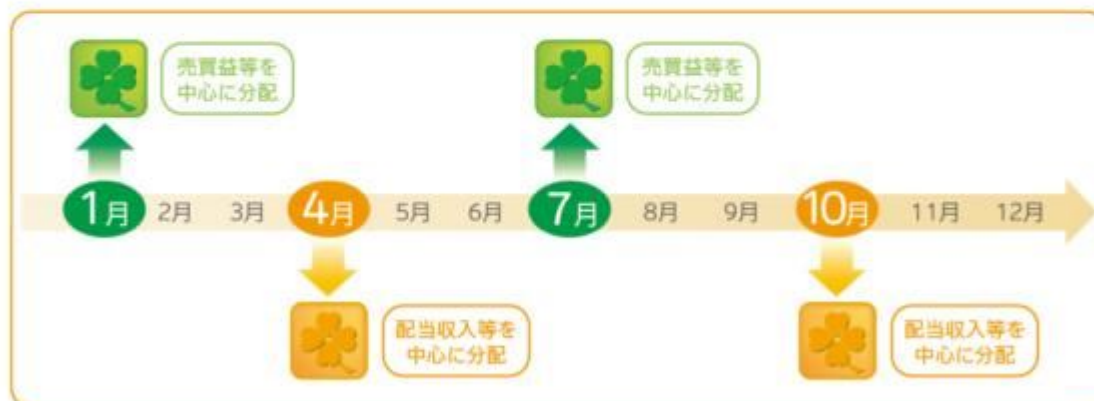 売買益等を
中心に分配
売買益等を
中心に分配
1月 2月 3月 4月 5月 6月 7月 8月 9月 10月 11月 12月
配当収入等を
中心に分配
配当収入等を
中心に分配